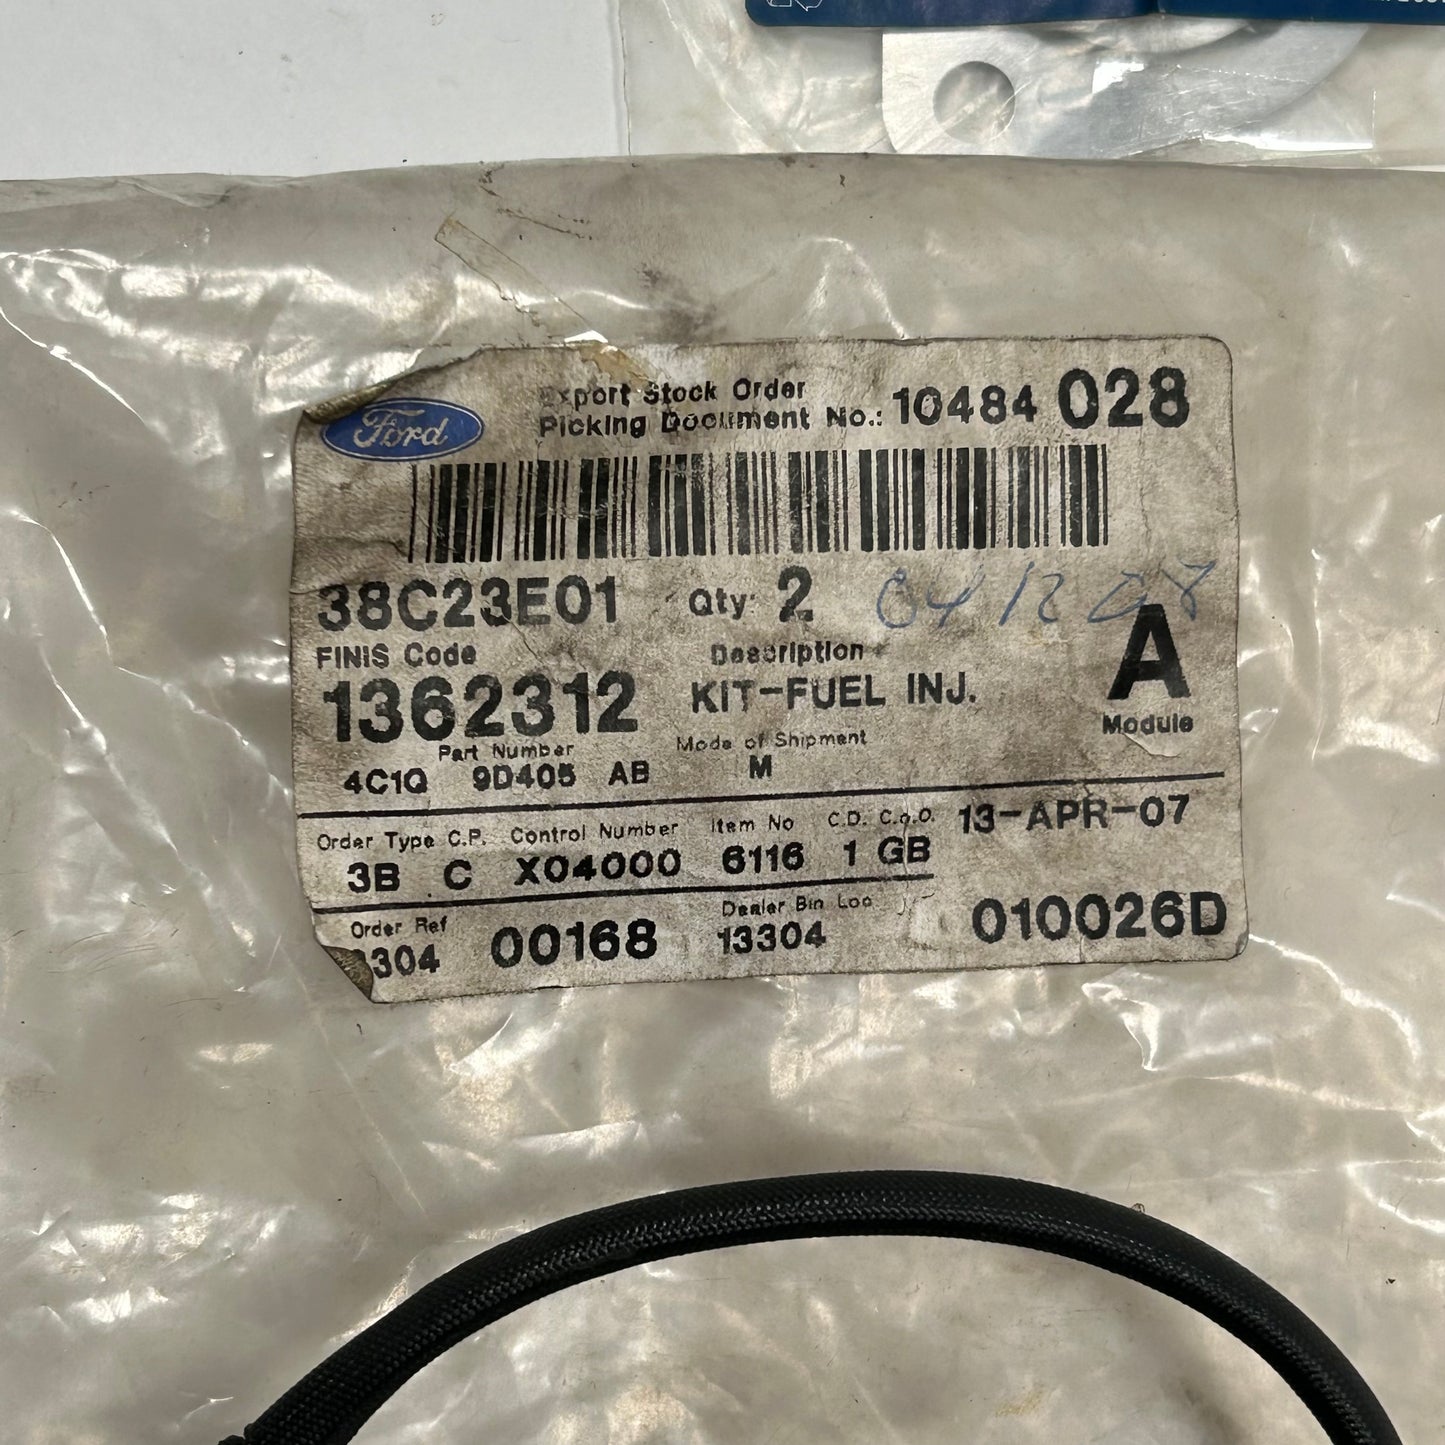 Ford
Export Stock Order
Picking Document No.: 10484 028
38C23E01 Qty: 2 04 12 07
A
FINIS Code Description
1362312 KIT-FUEL INJ.
Module
Part Number Mode of Shipment
4C1Q 9D405 AB M
Order Type C.P. Control Number Item No C.D. C.o.O. 13-APR-07
3B C X04000 6116 1 GB
Order Ref Dealer Bin Loc
304 00168 13304 010026D